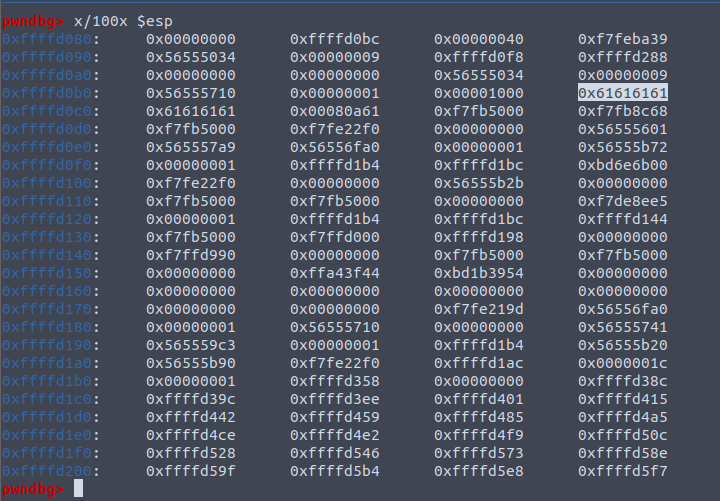 pwndbg> x/100x $esp
0xffffd080: 0x00000000 0xffffd0bc 0x00000040 0xf7feba39
0xffffd090: 0x56555034 0x00000009 0xffffd0f8 0xffffd288
0xffffd0a0: 0x00000000 0x00000000 0x56555034 0x00000009
0xffffd0b0: 0x56555710 0x00000001 0x00001000 0x61616161
0xffffd0c0: 0x61616161 0x00080a61 0xf7fb5000 0xf7fb8c68
0xffffd0d0: 0xf7fb5000 0xf7fe22f0 0x00000000 0x56555601
0xffffd0e0: 0x565557a9 0x56556fa0 0x00000001 0x56555b72
0xffffd0f0: 0x00000001 0xffffd1b4 0xffffd1bc 0xbd6e6b00
0xffffd100: 0xf7fe22f0 0x00000000 0x56555b2b 0x00000000
0xffffd110: 0xf7fb5000 0xf7fb5000 0x00000000 0xf7de8ee5
0xffffd120: 0x00000001 0xffffd1b4 0xffffd1bc 0xffffd144
0xffffd130: 0xf7fb5000 0xf7ffd000 0xffffd198 0x00000000
0xffffd140: 0xf7ffd990 0x00000000 0xf7fb5000 0xf7fb5000
0xffffd150: 0x00000000 0xffa43f44 0xbd1b3954 0x00000000
0xffffd160: 0x00000000 0x00000000 0x00000000 0x00000000
0xffffd170: 0x00000000 0x00000000 0xf7fe219d 0x56556fa0
0xffffd180: 0x00000001 0x56555710 0x00000000 0x56555741
0xffffd190: 0x565559c3 0x00000001 0xffffd1b4 0x56555b20
0xffffd1a0: 0x56555b90 0xf7fe22f0 0xffffd1ac 0x0000001c
0xffffd1b0: 0x00000001 0xffffd358 0x00000000 0xffffd38c
0xffffd1c0: 0xffffd39c 0xffffd3ee 0xffffd401 0xffffd415
0xffffd1d0: 0xffffd442 0xffffd459 0xffffd485 0xffffd4a5
0xffffd1e0: 0xffffd4ce 0xffffd4e2 0xffffd4f9 0xffffd50c
0xffffd1f0: 0xffffd528 0xffffd546 0xffffd573 0xffffd58e
0xffffd200: 0xffffd59f 0xffffd5b4 0xffffd5e8 0xffffd5f7
pwndbg>